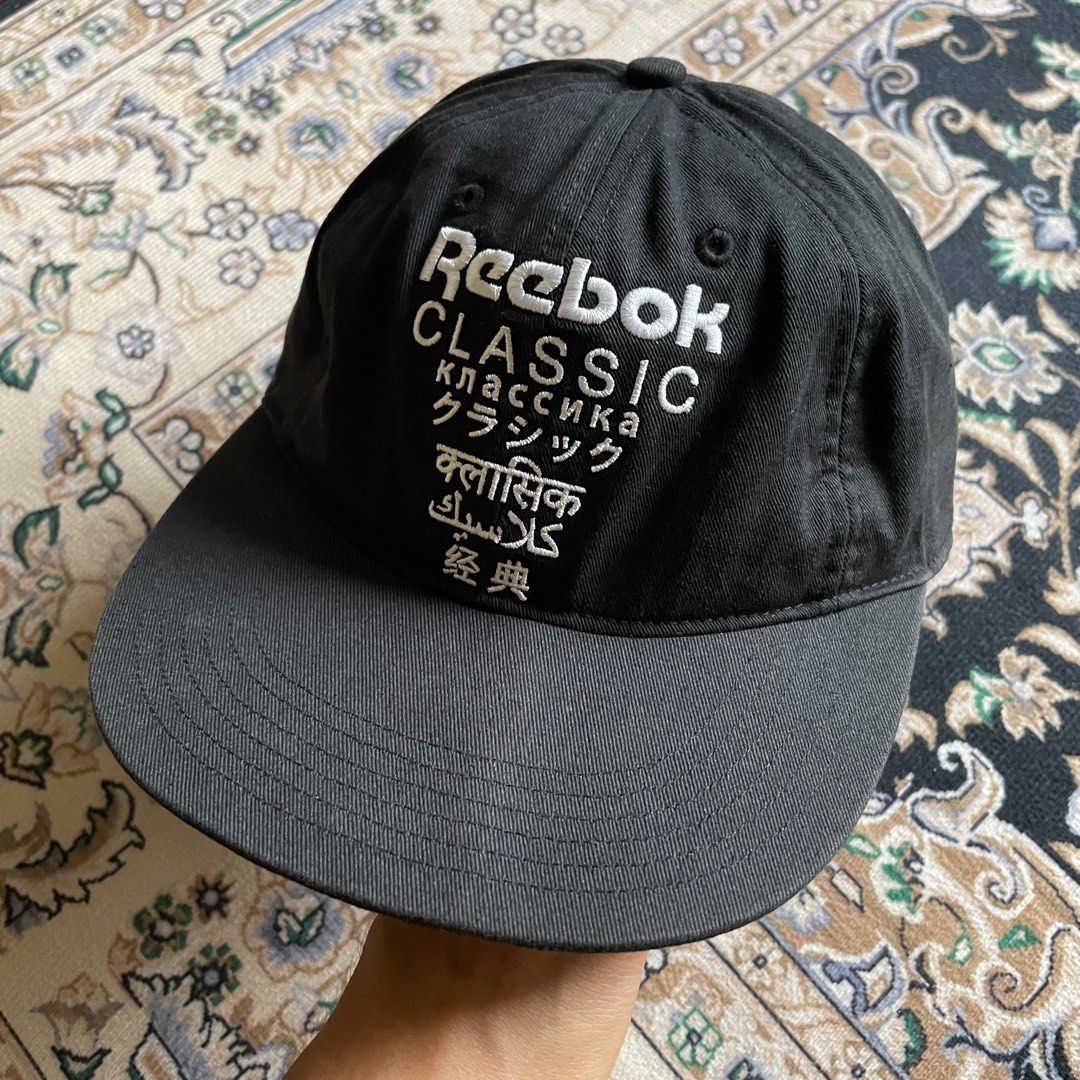 Reebok
CLASSIC
классика
クラシック
क्लासिक
كلاسيك
经典